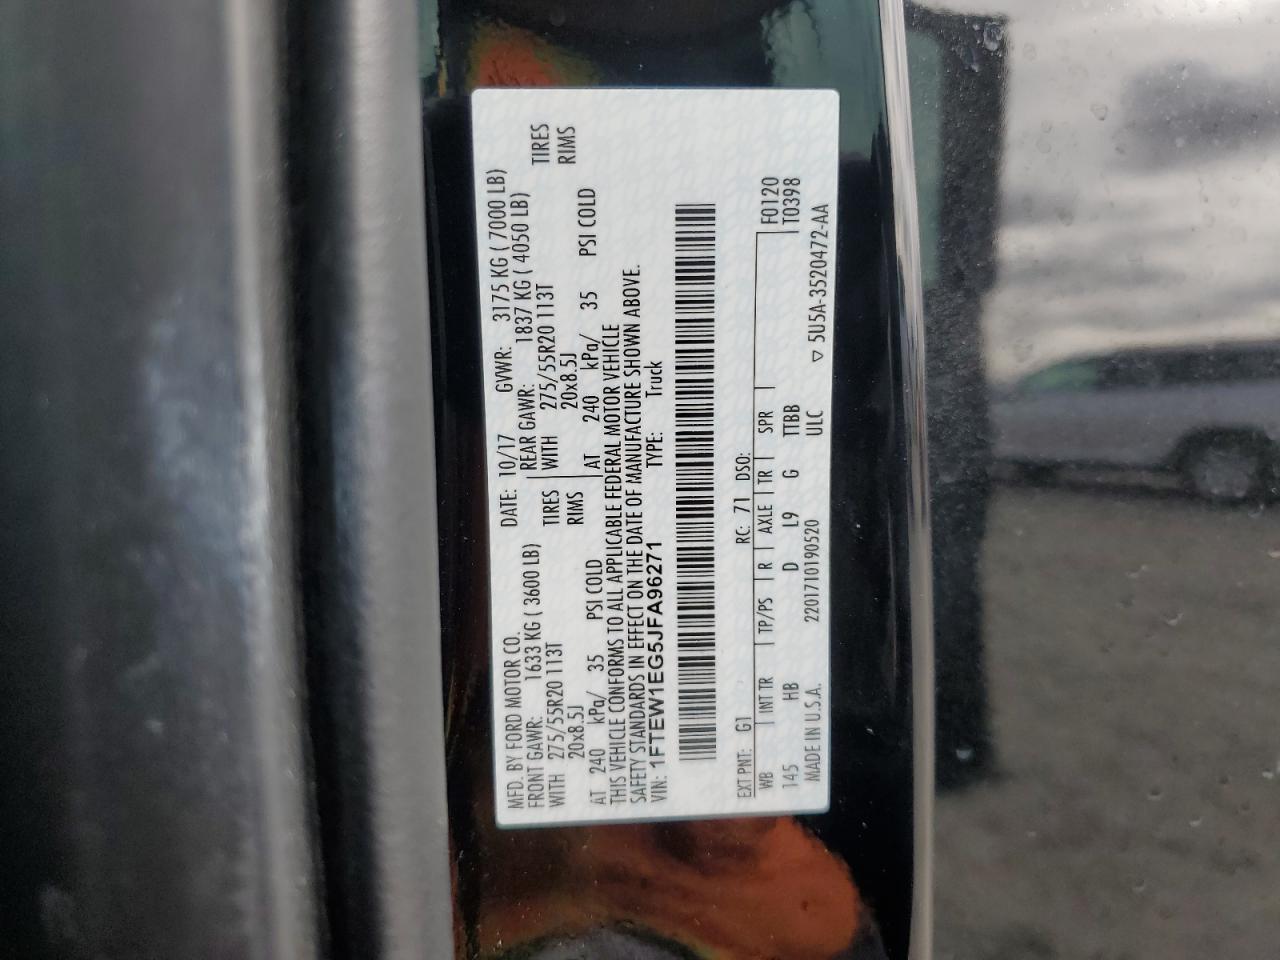 MFD. BY FORD MOTOR CO. DATE: 10/17 GVWR: 3175 KG ( 7000 LB)
FRONT GAWR: 1633 KG ( 3600 LB) REAR GAWR: 1837 KG ( 4050 LB)
WITH 275/55R20 113T TIRES WITH 275/55R20 113T TIRES
20x8.5J RIMS 20x8.5J RIMS
AT 240 kPa/ 35 PSI COLD AT 240 kPa/ 35 PSI COLD
THIS VEHICLE CONFORMS TO ALL APPLICABLE FEDERAL MOTOR VEHICLE
SAFETY STANDARDS IN EFFECT ON THE DATE OF MANUFACTURE SHOWN ABOVE.
VIN: 1FTEW1EG5JFA96271 TYPE: Truck
EXT PNT: G1 RC: 71 DSO: F0120
WB INT TR TP/PS R AXLE TR SPR T0398
145 HB D L9 G TTBB
MADE IN U.S.A. 2201710190520 ULC ▽ 5U5A-3520472-AA